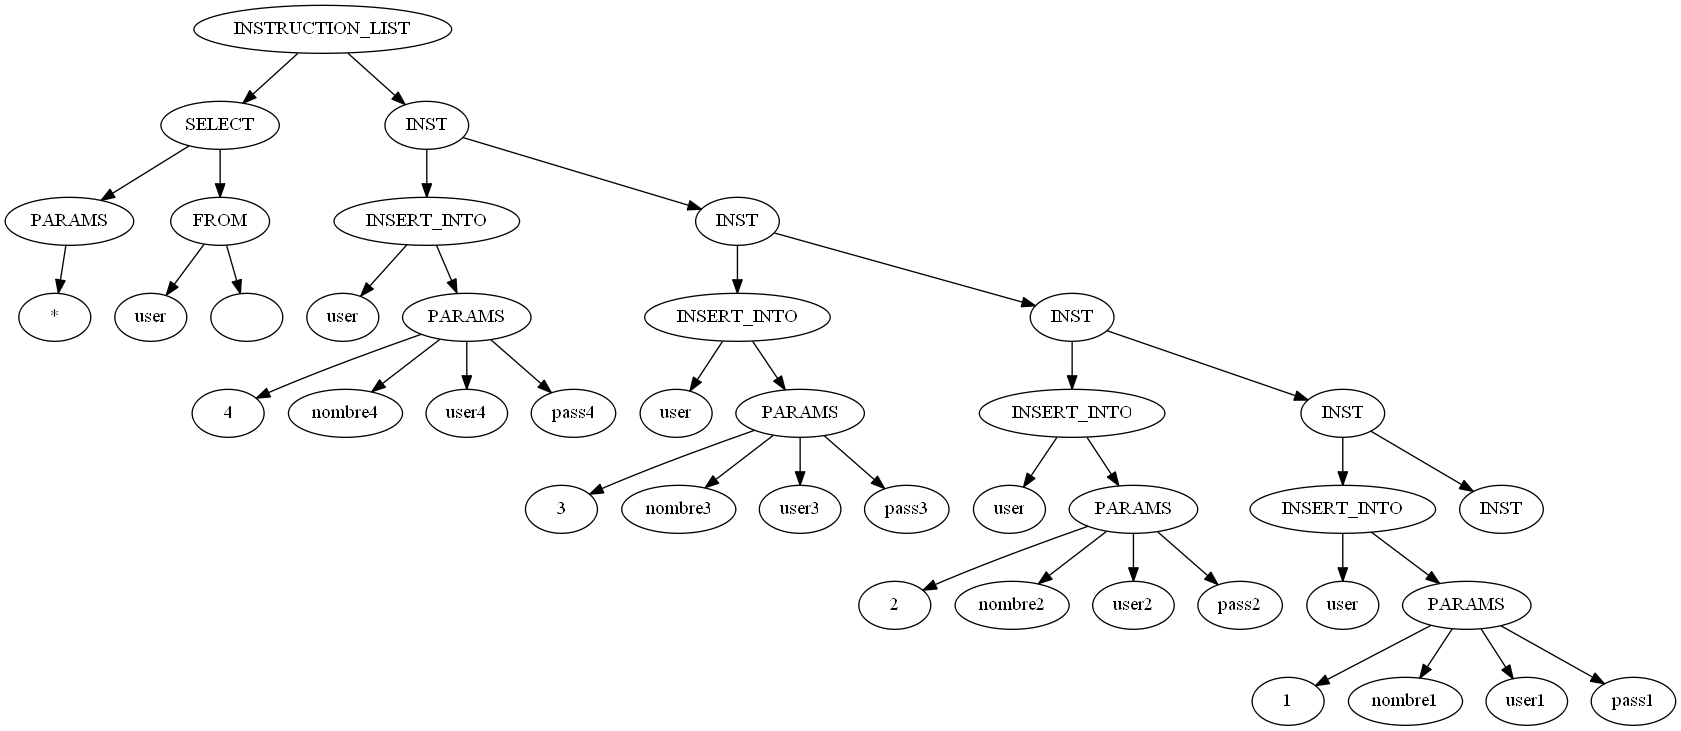 INSTRUCTION_LIST
SELECT
INST
PARAMS
FROM
INSERT_INTO
INST
*
user
user
PARAMS
INSERT_INTO
INST
4
nombre4
user4
pass4
user
PARAMS
INSERT_INTO
INST
3
nombre3
user3
pass3
user
PARAMS
INSERT_INTO
INST
2
nombre2
user2
pass2
user
PARAMS
1
nombre1
user1
pass1